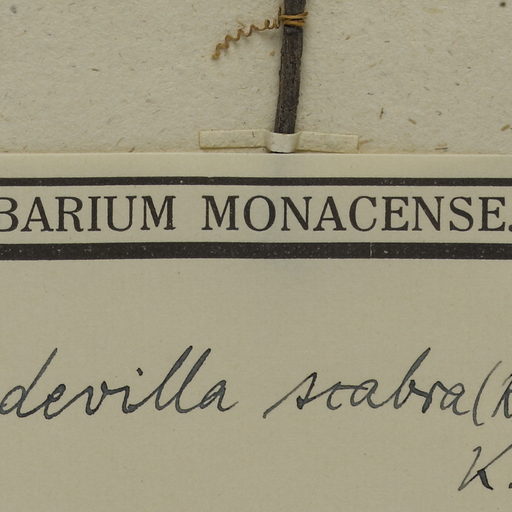 BARIUM MONACENSE.
devilla scabra (R
K.